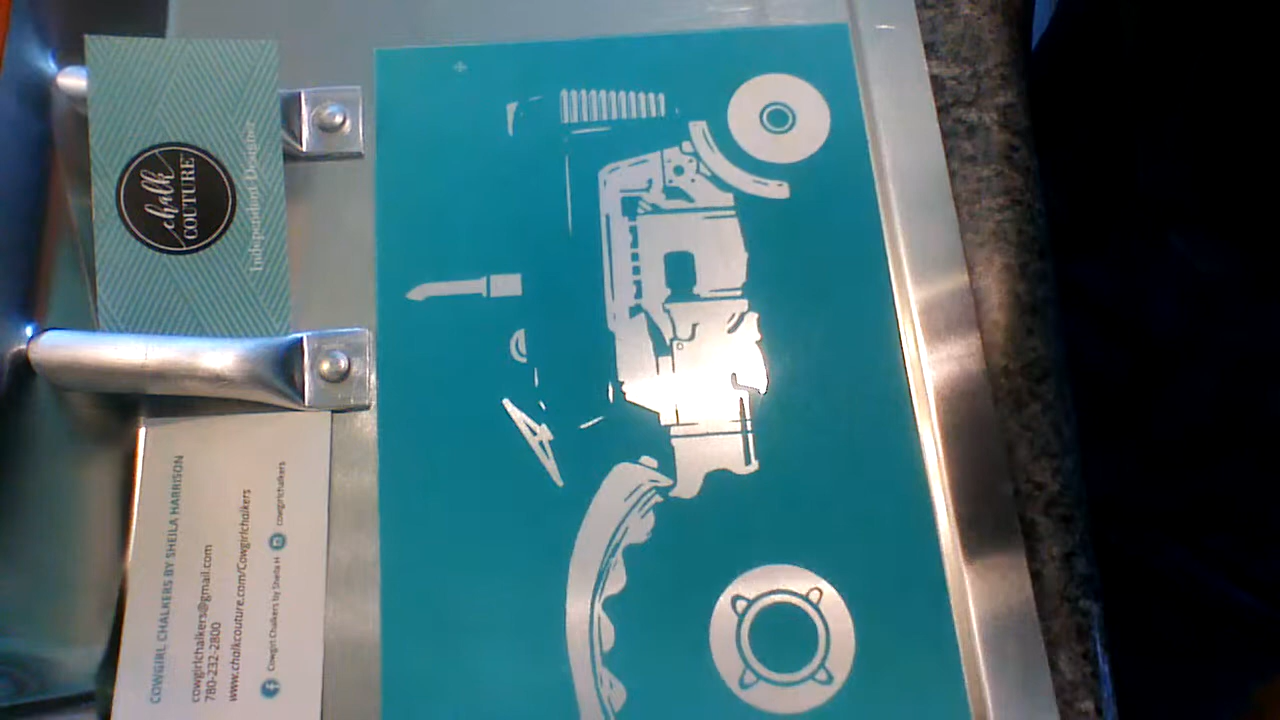 chalk
COUTURE™
Independent Designer
COWGIRL CHALKERS BY SHEILA HARRISON
cowgirlchalkers@gmail.com
780-232-2800
www.chalkcouture.com/Cowgirlchalkers
Cowgirl Chalkers by Sheila H
cowgirlchalkers